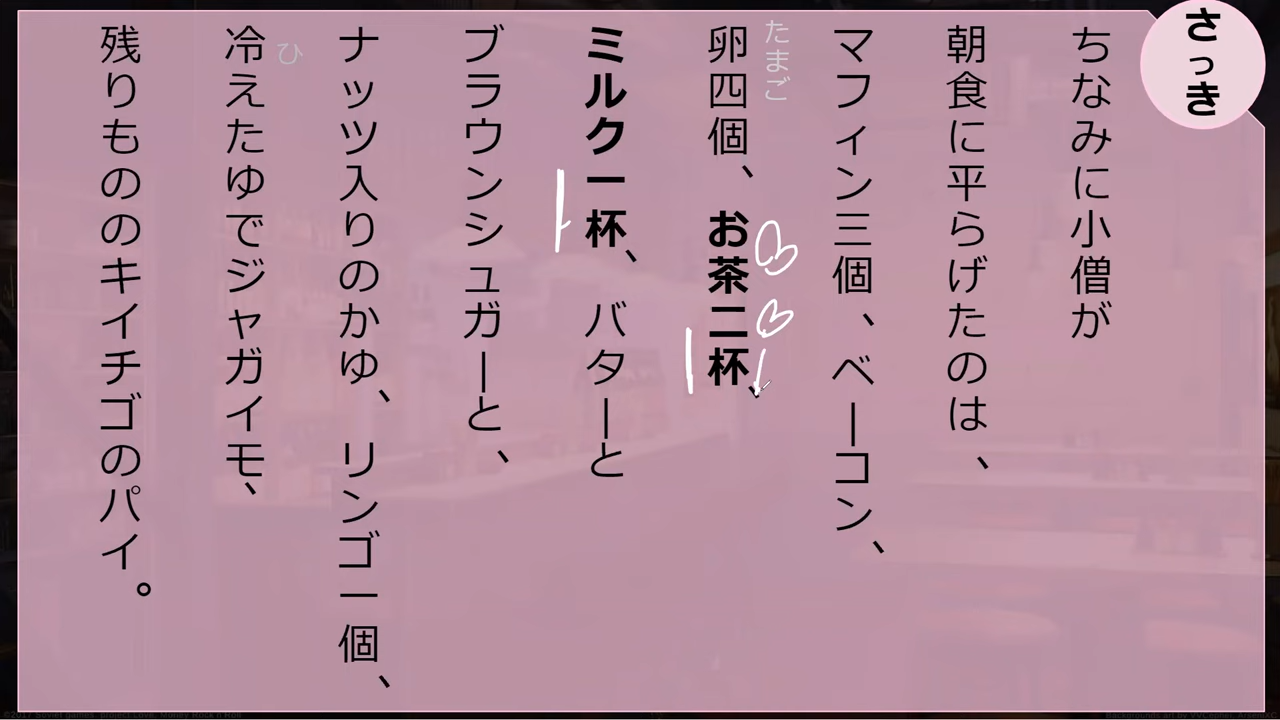 さっき
ちなみに小僧が
朝食に平らげたのは、
マフィン三個、ベーコン、
たまご
卵四個、お茶二杯、
ミルク一杯、バターと
ブラウンシュガーと、
ナッツ入りのかゆ、リンゴ一個、
ひ
冷えたゆでジャガイモ、
残りもののキイチゴのパイ。